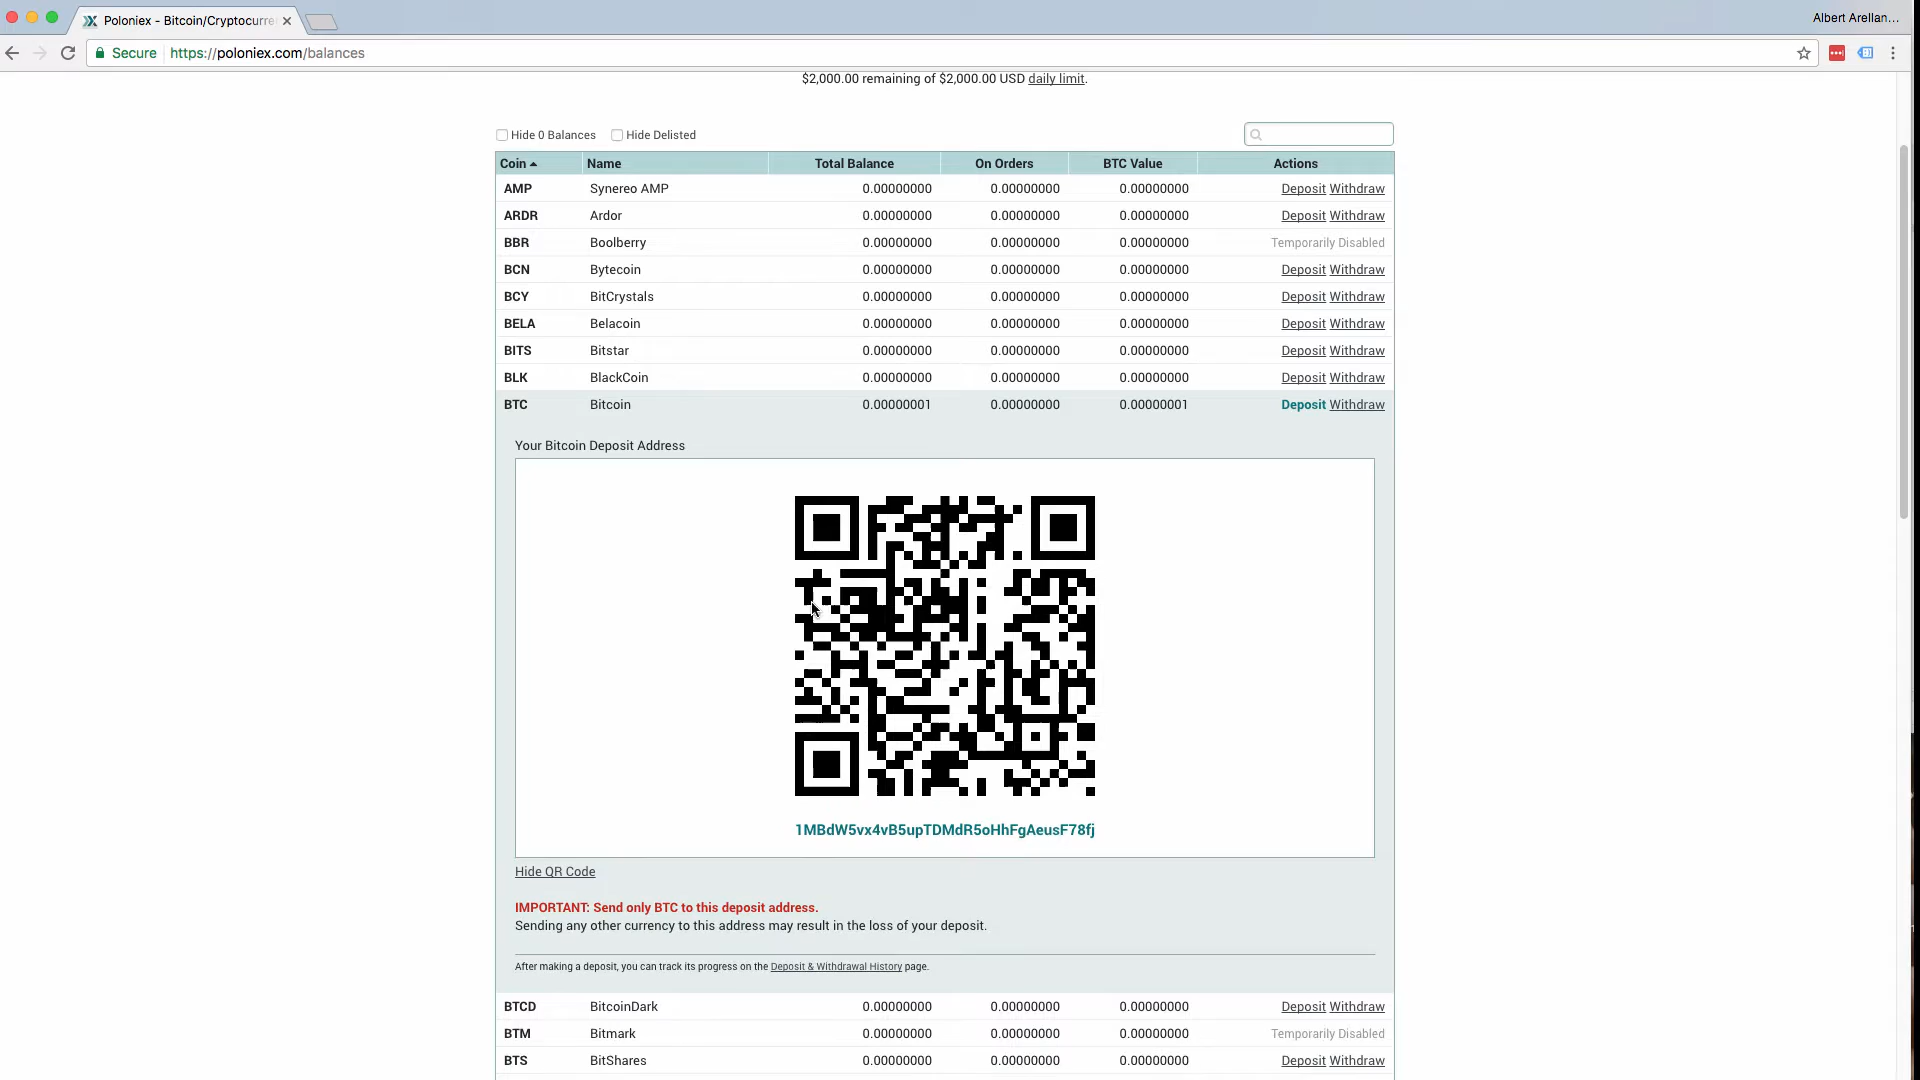 Poloniex - Bitcoin/Cryptocurre
Albert Arellan...
Secure https://poloniex.com/balances
$2,000.00 remaining of $2,000.00 USD daily limit.
Hide 0 Balances Hide Delisted
Coin Name Total Balance On Orders BTC Value Actions
AMP Synereo AMP 0.00000000 0.00000000 0.00000000 Deposit Withdraw
ARDR Ardor 0.00000000 0.00000000 0.00000000 Deposit Withdraw
BBR Boolberry 0.00000000 0.00000000 0.00000000 Temporarily Disabled
BCN Bytecoin 0.00000000 0.00000000 0.00000000 Deposit Withdraw
BCY BitCrystals 0.00000000 0.00000000 0.00000000 Deposit Withdraw
BELA Belacoin 0.00000000 0.00000000 0.00000000 Deposit Withdraw
BITS Bitstar 0.00000000 0.00000000 0.00000000 Deposit Withdraw
BLK BlackCoin 0.00000000 0.00000000 0.00000000 Deposit Withdraw
BTC Bitcoin 0.00000001 0.00000000 0.00000001 Deposit Withdraw
Your Bitcoin Deposit Address
1MBdW5vx4vB5upTDMdR5oHhFgAeusF78fj
Hide QR Code
IMPORTANT: Send only BTC to this deposit address.
Sending any other currency to this address may result in the loss of your deposit.
After making a deposit, you can track its progress on the Deposit & Withdrawal History page.
BTCD BitcoinDark 0.00000000 0.00000000 0.00000000 Deposit Withdraw
BTM Bitmark 0.00000000 0.00000000 0.00000000 Temporarily Disabled
BTS BitShares 0.00000000 0.00000000 0.00000000 Deposit Withdraw